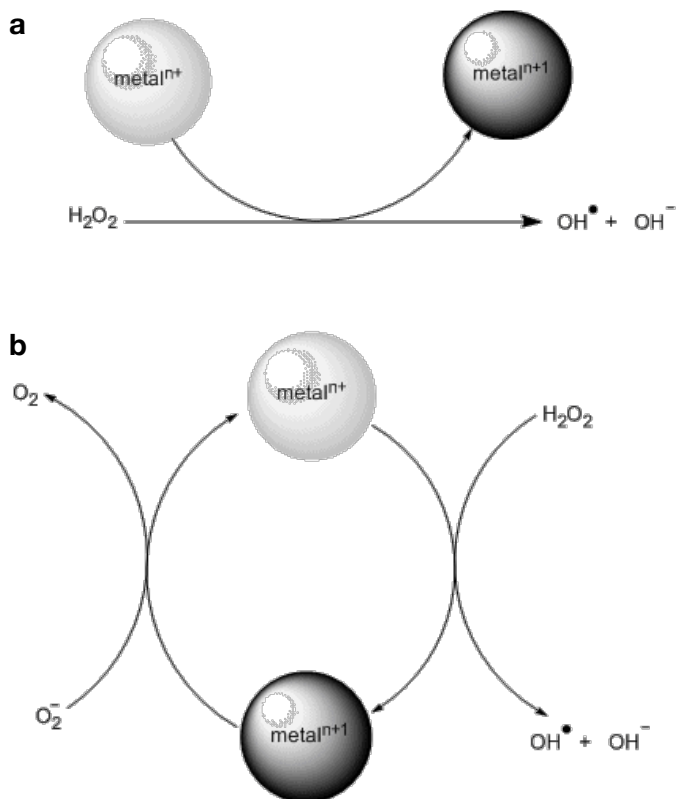 a
metalⁿ⁺
metalⁿ⁺¹
H₂O₂
OH• + OH⁻
b
metalⁿ⁺
O₂
H₂O₂
O₂⁻
metalⁿ⁺¹
OH• + OH⁻